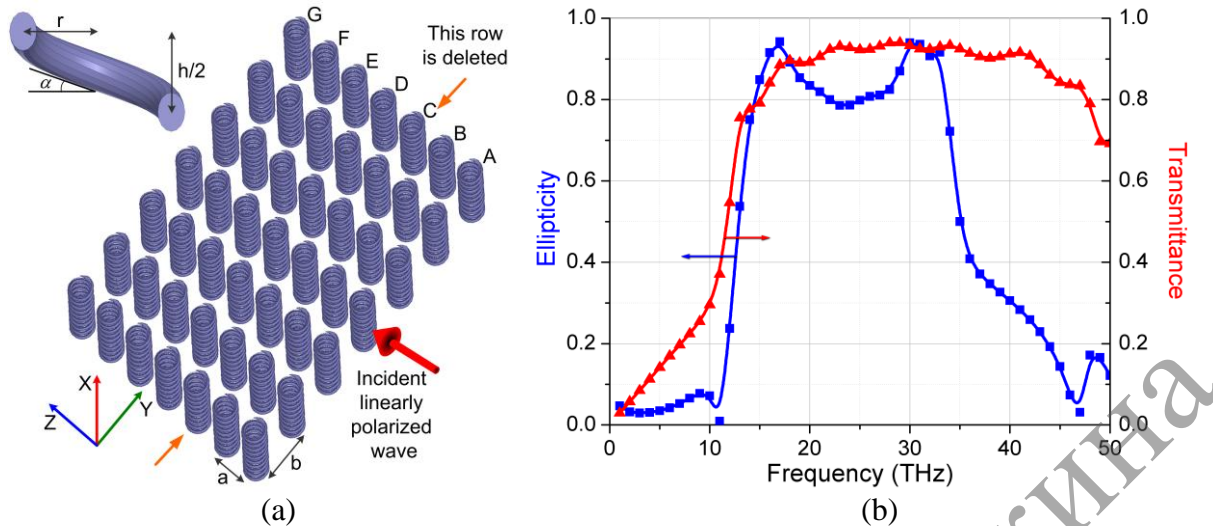 r
h/2
α
G
F
E
D
C
B
A
This row
is deleted
X
Y
Z
a
b
Incident
linearly
polarized
wave
(a)
Ellipticity
Transmittance
1.0
0.8
0.6
0.4
0.2
0.0
1.0
0.8
0.6
0.4
0.2
0.0
0
10
20
30
40
50
Frequency (THz)
(b)
кина